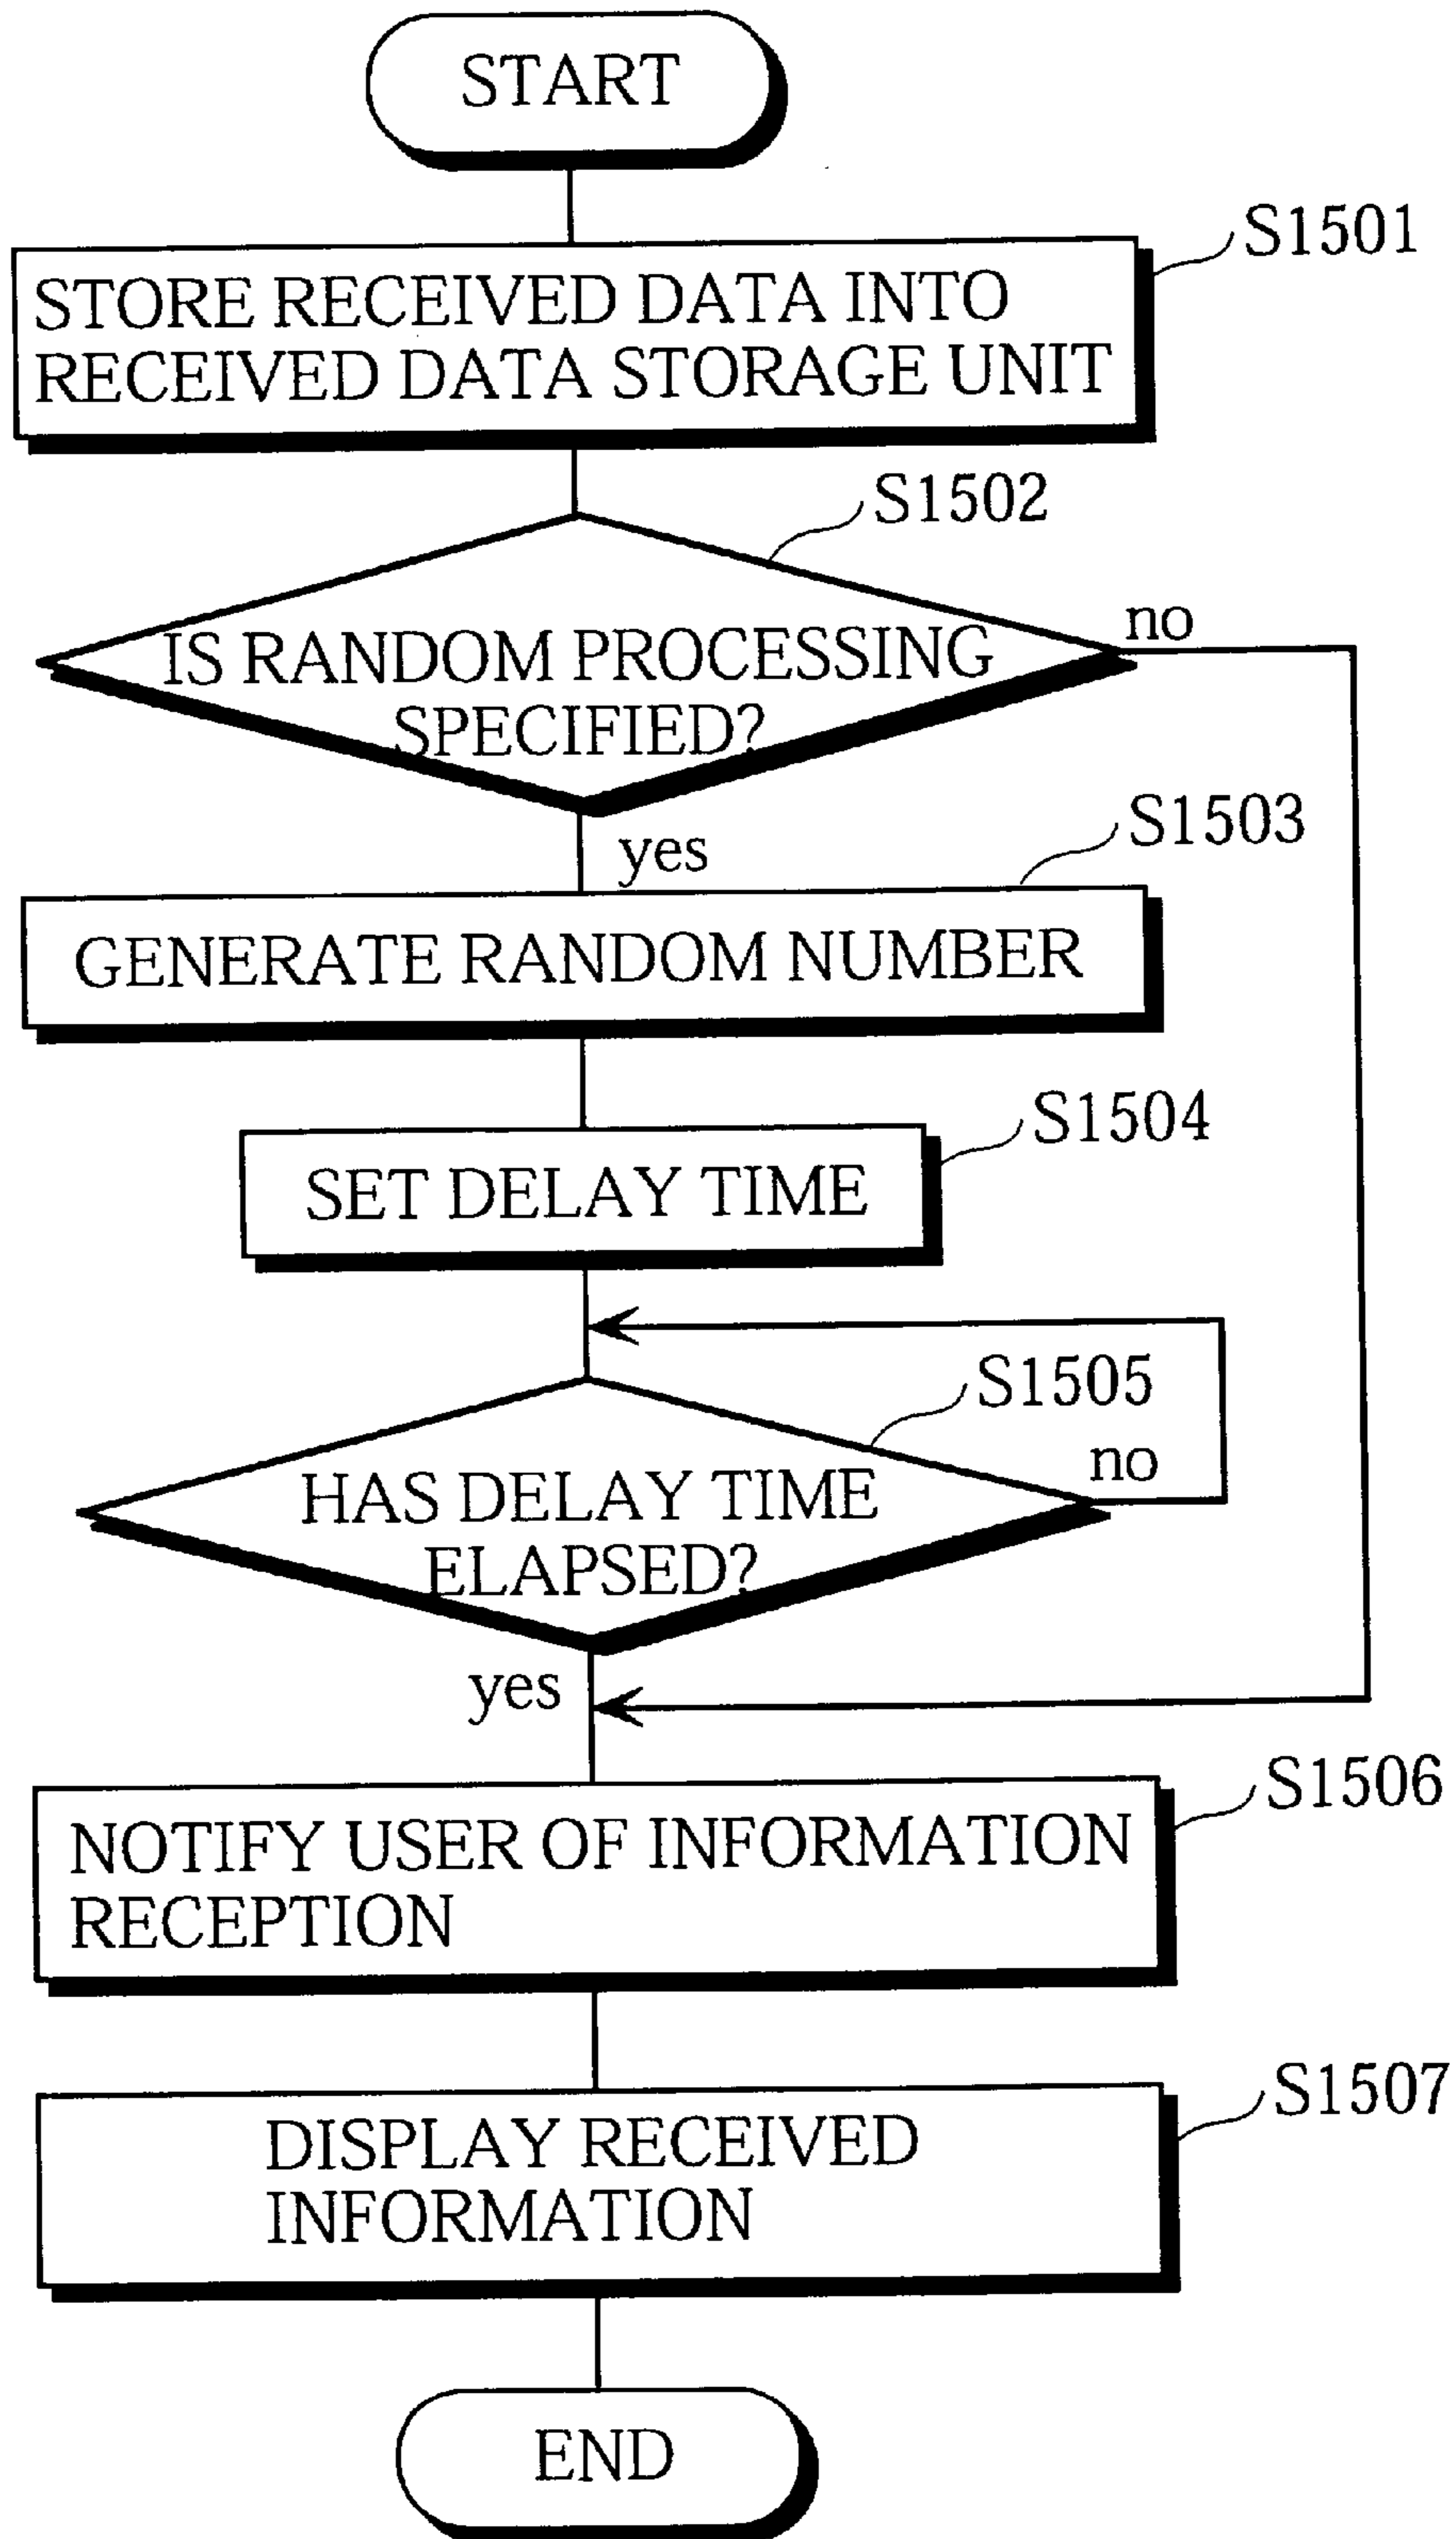 START
S1501
STORE RECEIVED DATA INTO
RECEIVED DATA STORAGE UNIT
S1502
no
IS RANDOM PROCESSING
SPECIFIED?
yes
S1503
GENERATE RANDOM NUMBER
S1504
SET DELAY TIME
S1505
no
HAS DELAY TIME
ELAPSED?
yes
S1506
NOTIFY USER OF INFORMATION
RECEPTION
S1507
DISPLAY RECEIVED
INFORMATION
END